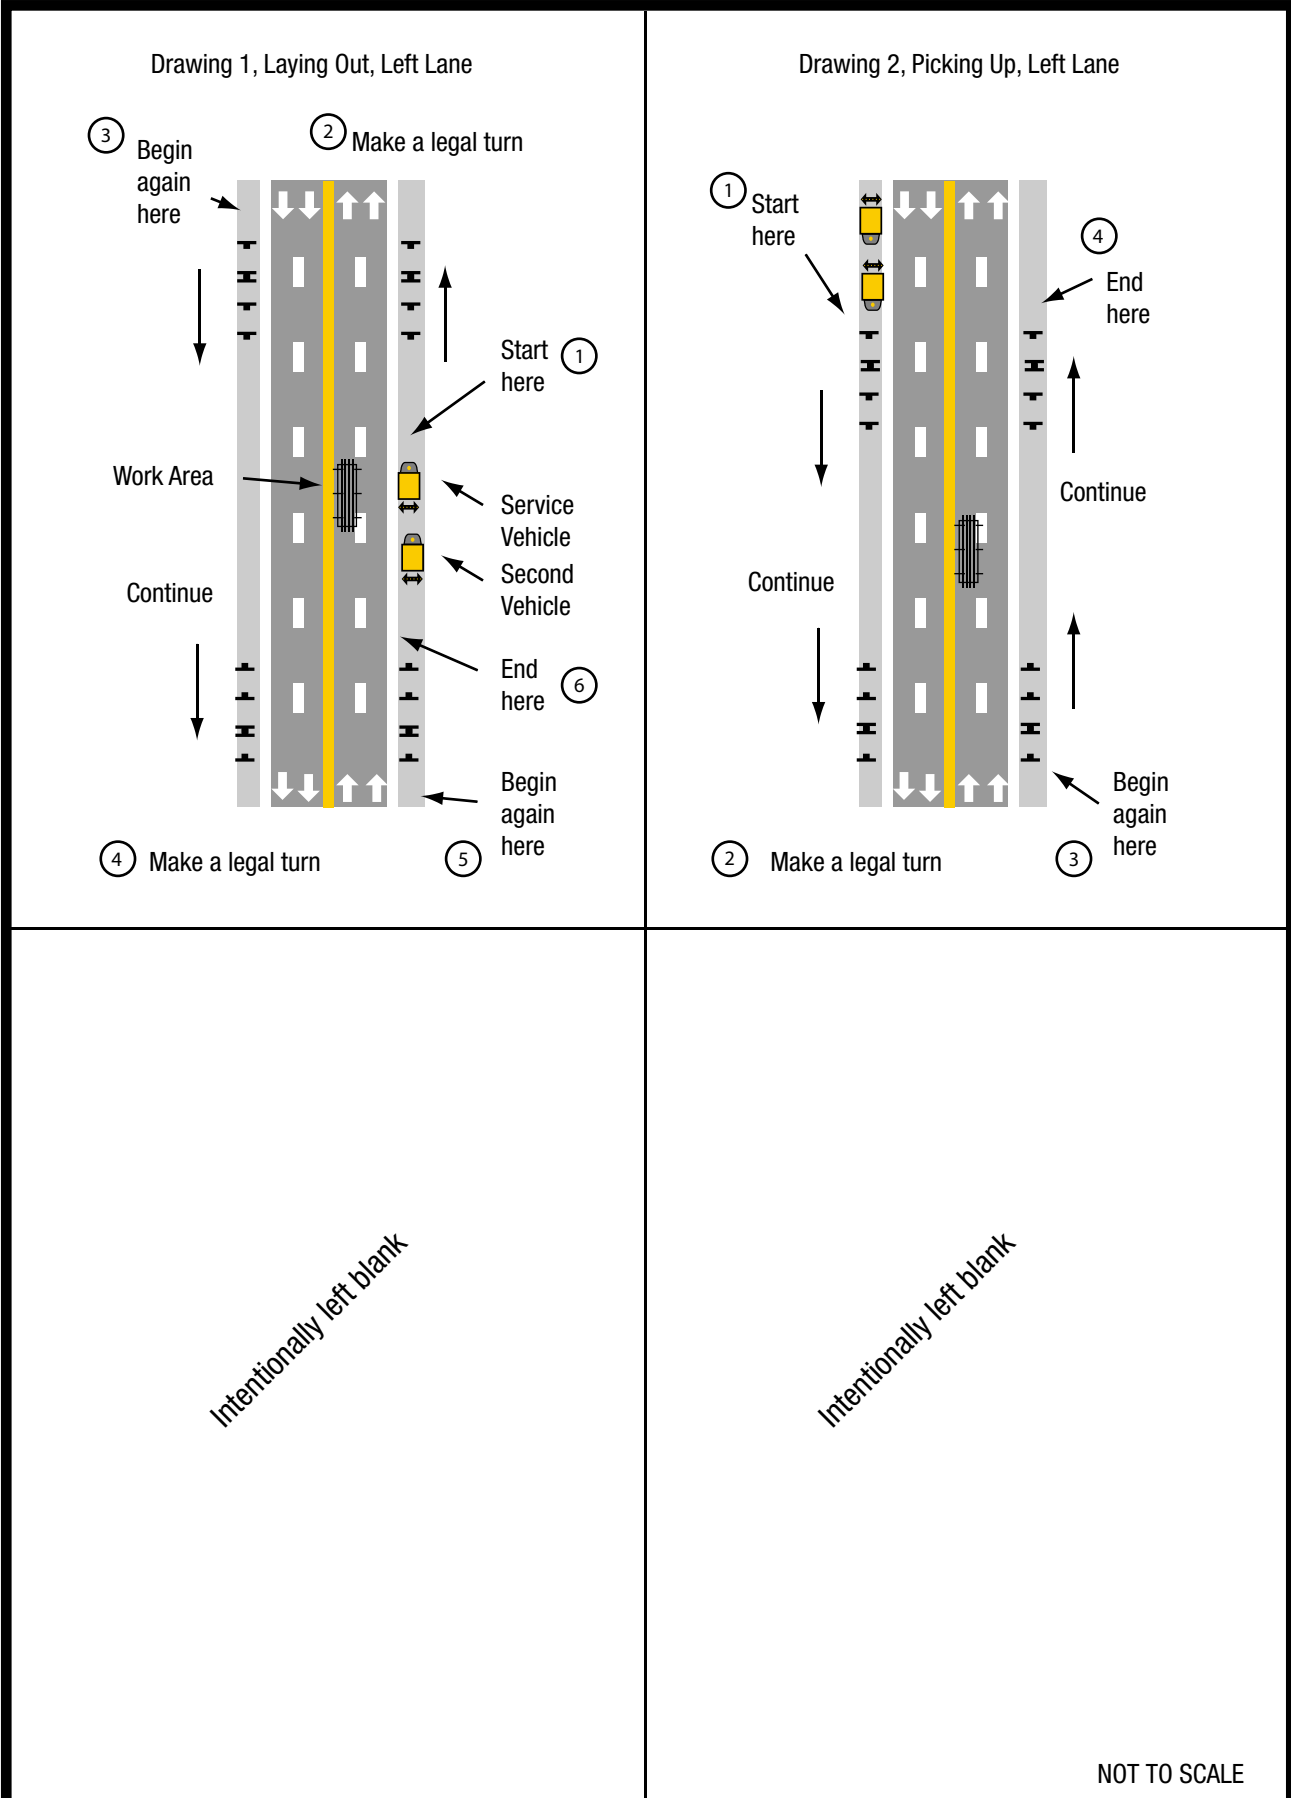 Drawing 1, Laying Out, Left Lane
3
Begin
again
here
2
Make a legal turn
Start
here
1
Work Area
Service
Vehicle
Second
Vehicle
Continue
End
here
6
Begin
again
here
4
Make a legal turn
5
Drawing 2, Picking Up, Left Lane
1
Start
here
4
End
here
Continue
Continue
Begin
again
here
2
Make a legal turn
3
Intentionally left blank
Intentionally left blank
NOT TO SCALE